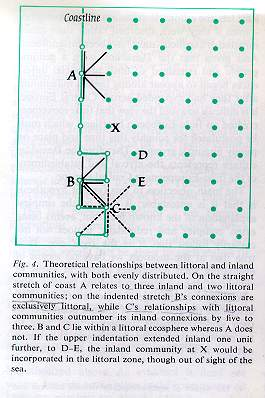 Coastline
A
X
D
B
E
C
Fig. 4. Theoretical relationships between littoral and inland
communities, with both evenly distributed. On the straight
stretch of coast A relates to three inland and two littoral
communities; on the indented stretch B's connexions are
exclusively littoral, while C's relationships with littoral
communities outnumber its inland connexions by five to
three. B and C lie within a littoral ecosphere whereas A does
not. If the upper indentation extended inland one unit
further, to D–E, the inland community at X would be
incorporated in the littoral zone, though out of sight of the
sea.